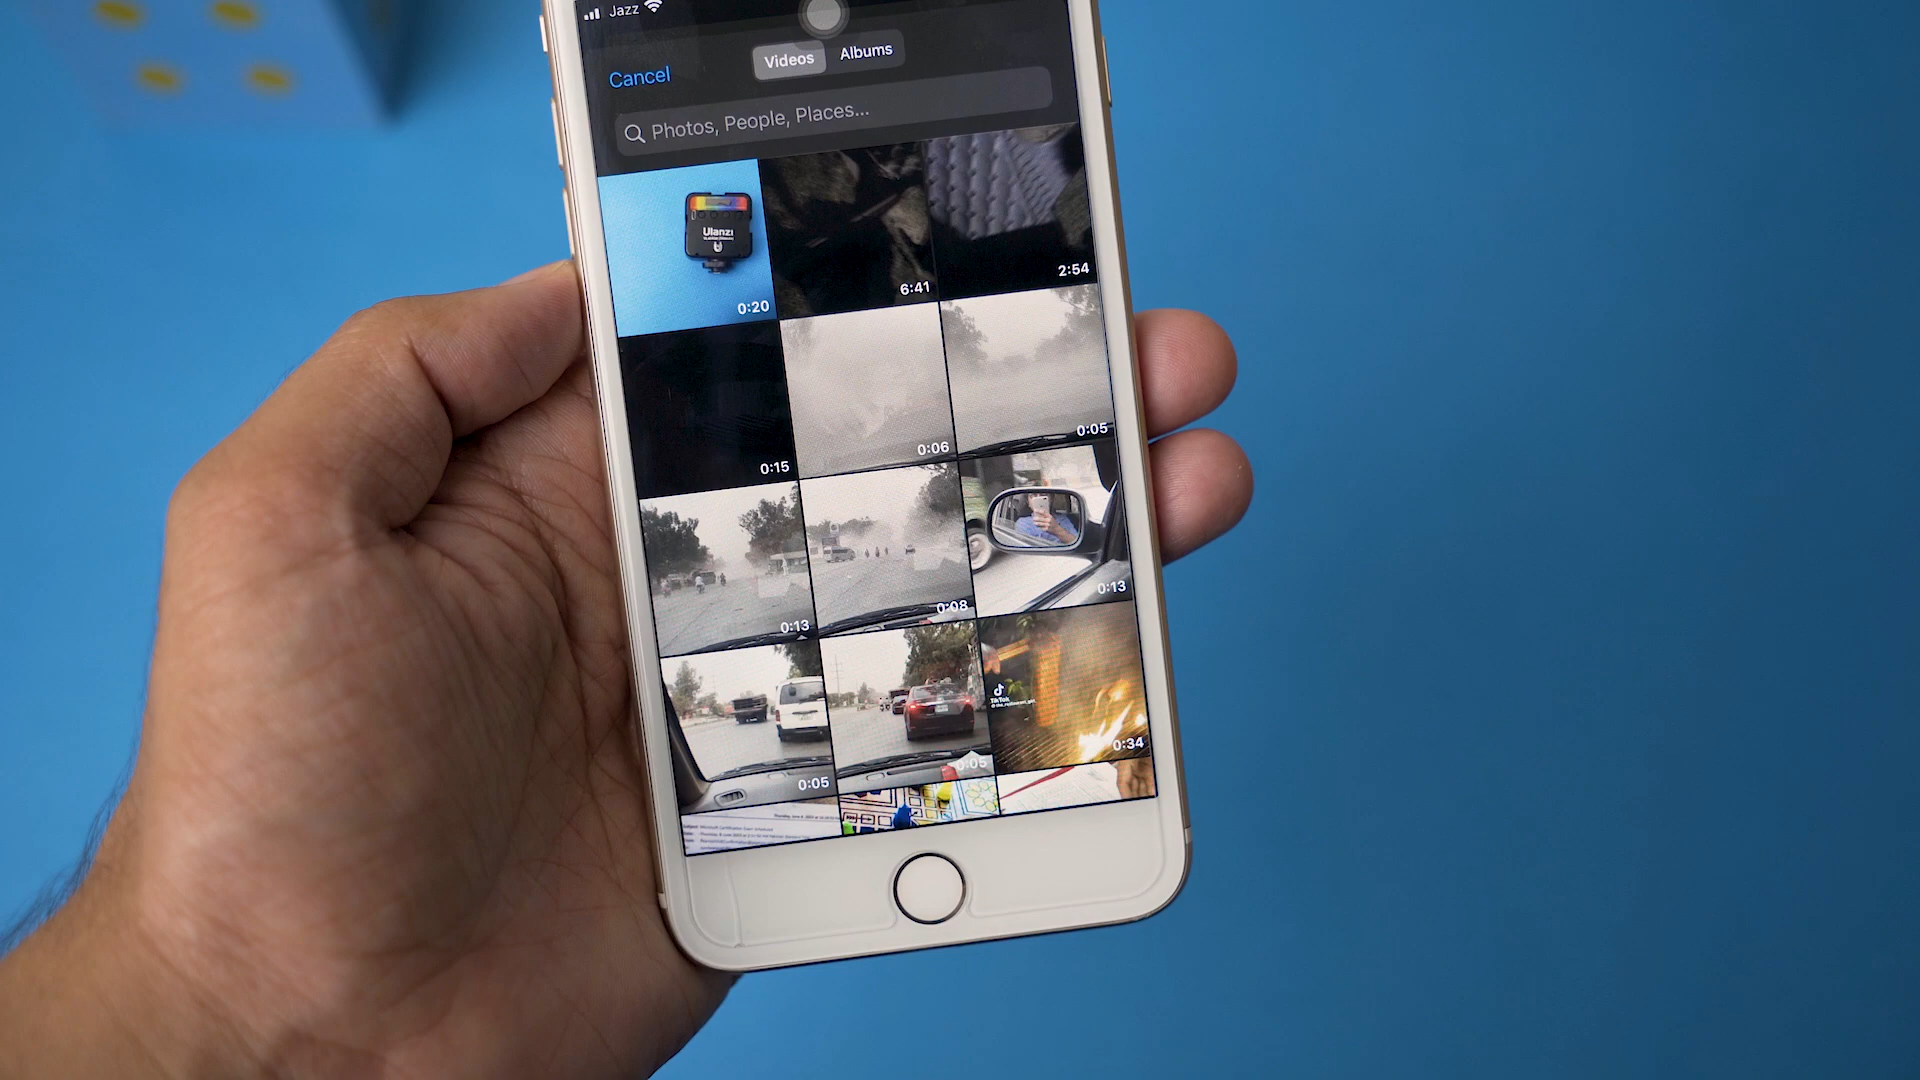 Jazz
Videos
Albums
Cancel
Photos, People, Places...
Ulanzi
0:20
6:41
2:54
0:15
0:06
0:05
0:13
0:08
0:13
0:05
0:05
TikTok
0:34